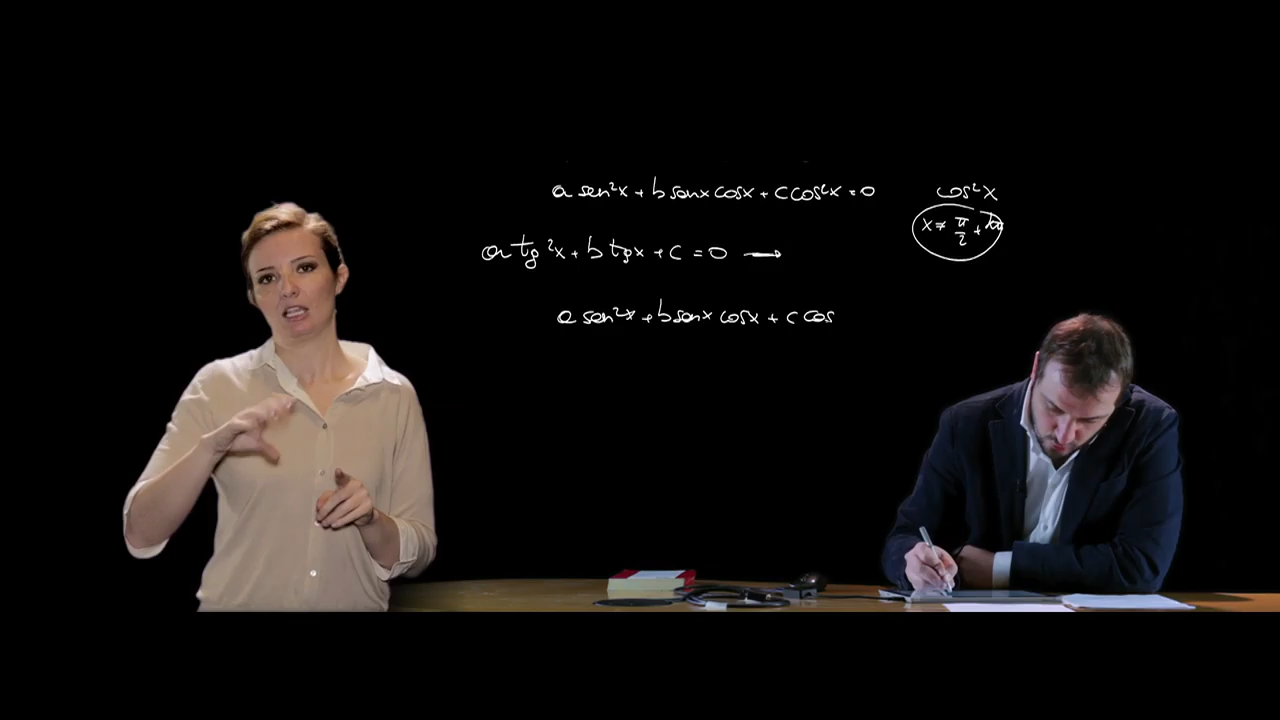 a sen²x + b senx cosx + c cos²x = 0
cos²x
x ≠ π/2 + kπ
a tg²x + b tgx + c = 0 →
a sen²x + b senx cosx + c cos